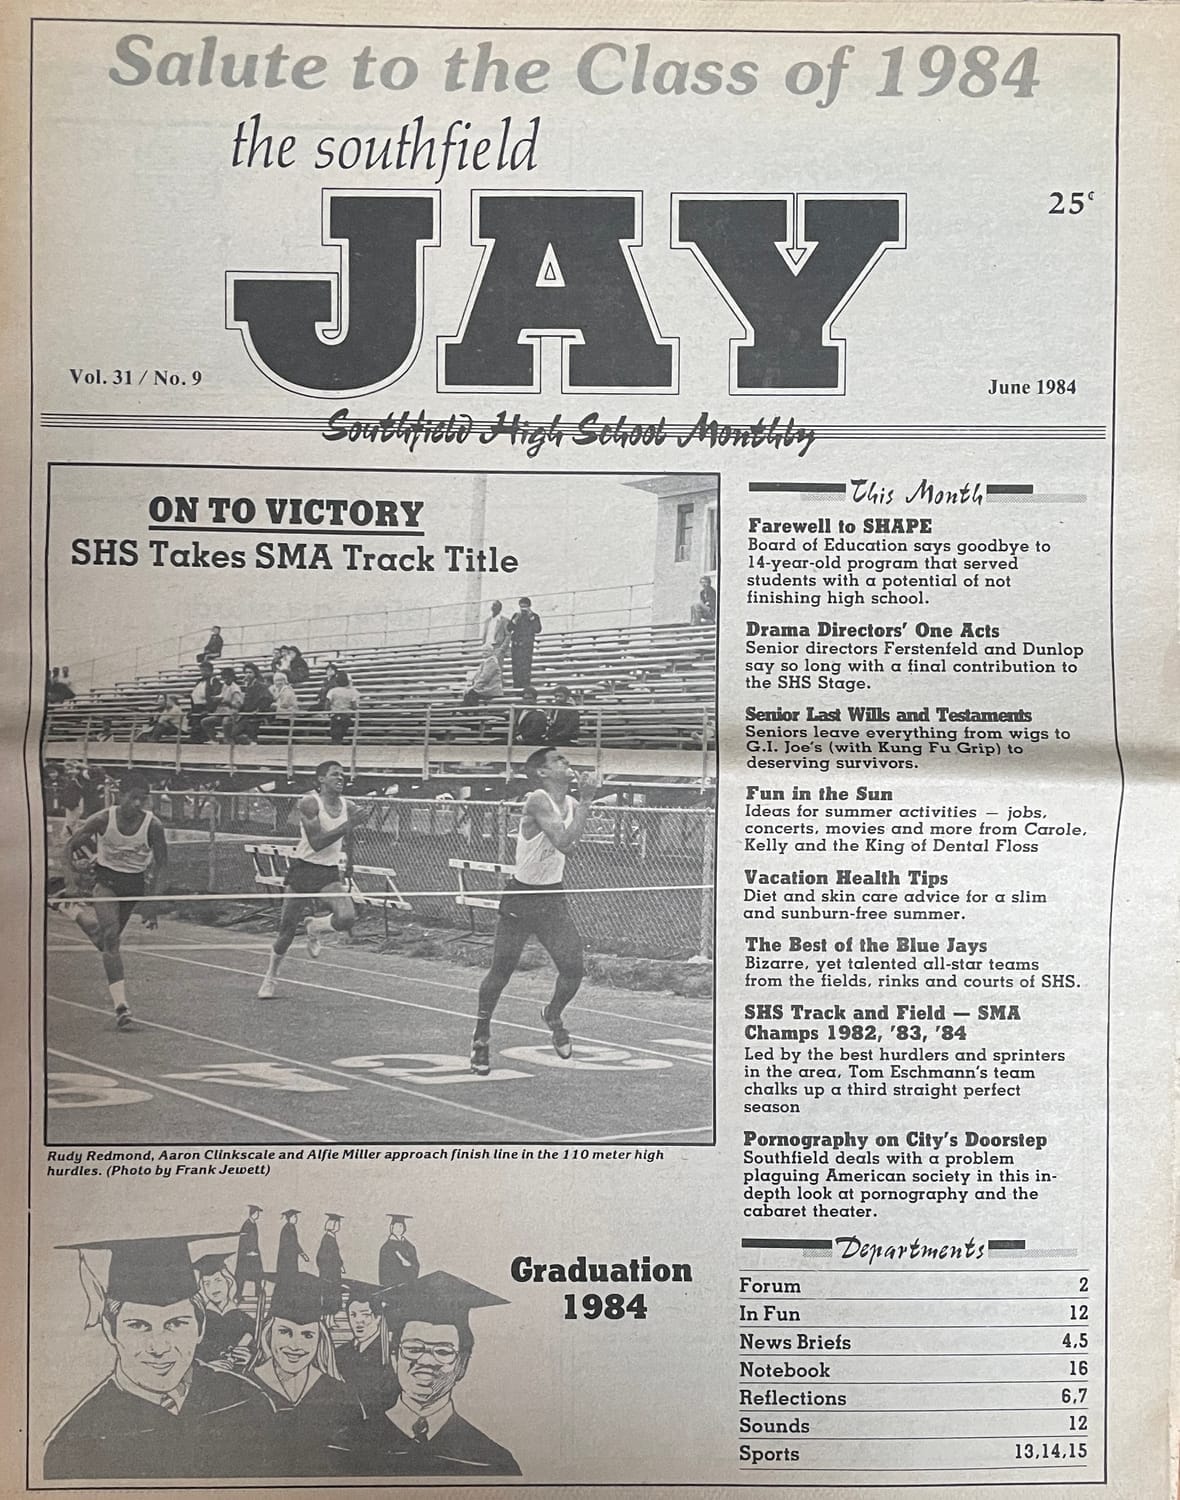 Salute to the Class of 1984
the southfield
JAY
25¢
Vol. 31 / No. 9
June 1984
Southfield High School Monthly
ON TO VICTORY
SHS Takes SMA Track Title
Rudy Redmond, Aaron Clinkscale and Alfie Miller approach finish line in the 110 meter high
hurdles. (Photo by Frank Jewett)
Graduation
1984
This Month
Farewell to SHAPE
Board of Education says goodbye to
14-year-old program that served
students with a potential of not
finishing high school.
Drama Directors' One Acts
Senior directors Ferstenfeld and Dunlop
say so long with a final contribution to
the SHS Stage.
Senior Last Wills and Testaments
Seniors leave everything from wigs to
G.I. Joe's (with Kung Fu Grip) to
deserving survivors.
Fun in the Sun
Ideas for summer activities — jobs,
concerts, movies and more from Carole,
Kelly and the King of Dental Floss
Vacation Health Tips
Diet and skin care advice for a slim
and sunburn-free summer.
The Best of the Blue Jays
Bizarre, yet talented all-star teams
from the fields, rinks and courts of SHS.
SHS Track and Field — SMA
Champs 1982, '83, '84
Led by the best hurdlers and sprinters
in the area, Tom Eschmann's team
chalks up a third straight perfect
season
Pornography on City's Doorstep
Southfield deals with a problem
plaguing American society in this in-
depth look at pornography and the
cabaret theater.
Departments
Forum 2
In Fun 12
News Briefs 4,5
Notebook 16
Reflections 6,7
Sounds 12
Sports 13,14,15